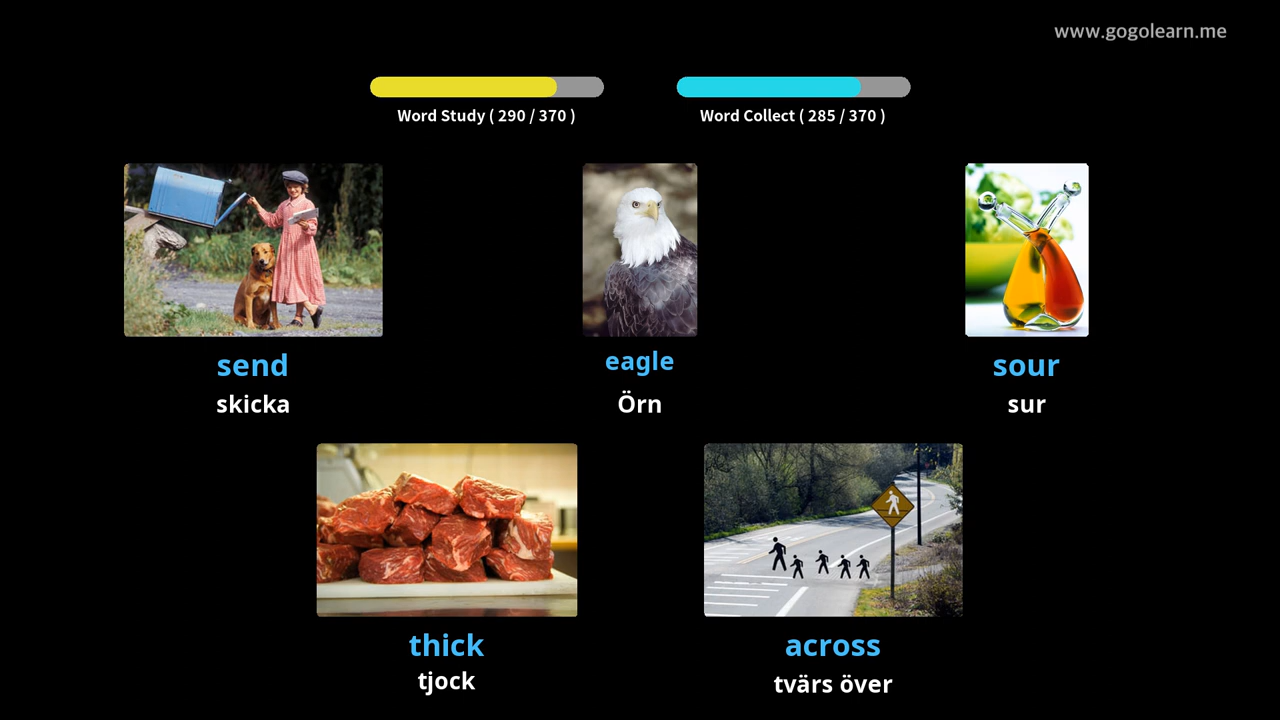 www.gogolearn.me
Word Study ( 290 / 370 )
Word Collect ( 285 / 370 )
send
skicka
eagle
Örn
sour
sur
thick
tjock
across
tvärs över